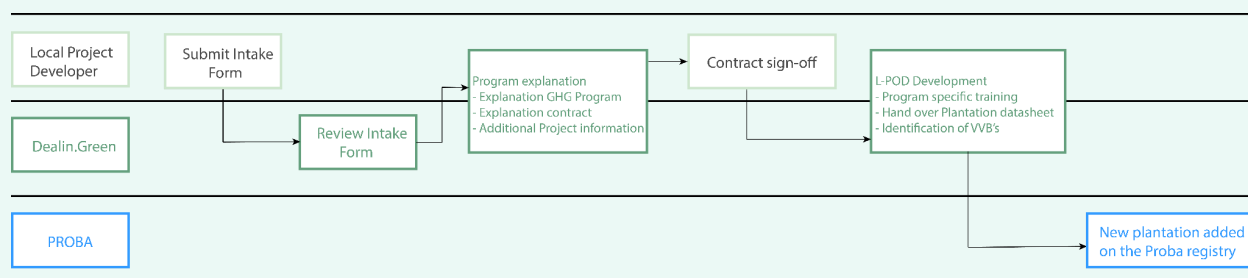 Local Project
Developer
Submit Intake
Form
Program explanation
- Explanation GHG Program
- Explanation contract
- Additional Project information
Contract sign-off
L-POD Development
- Program specific training
- Hand over Plantation datasheet
- Identification of VVB's
Dealin.Green
Review Intake
Form
PROBA
New plantation added
on the Proba registry